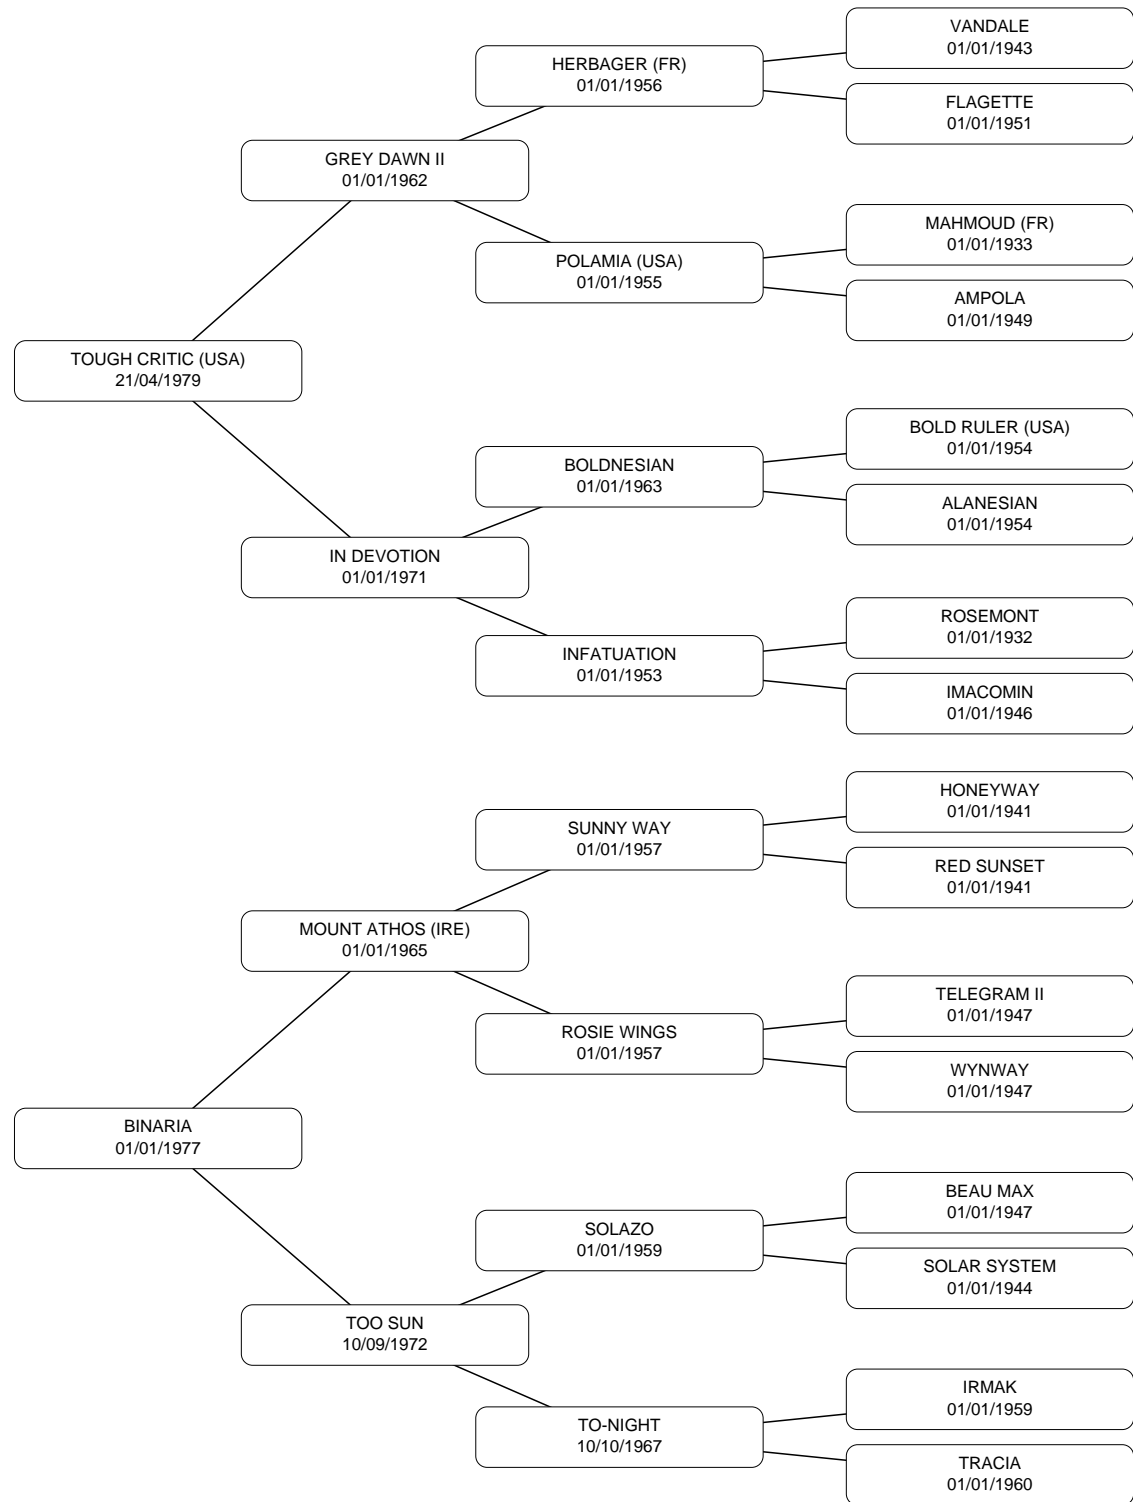 VANDALE
01/01/1943
HERBAGER (FR)
01/01/1956
FLAGETTE
01/01/1951
GREY DAWN II
01/01/1962
MAHMOUD (FR)
01/01/1933
POLAMIA (USA)
01/01/1955
AMPOLA
01/01/1949
TOUGH CRITIC (USA)
21/04/1979
BOLD RULER (USA)
01/01/1954
BOLDNESIAN
01/01/1963
ALANESIAN
01/01/1954
IN DEVOTION
01/01/1971
ROSEMONT
01/01/1932
INFATUATION
01/01/1953
IMACOMIN
01/01/1946
HONEYWAY
01/01/1941
SUNNY WAY
01/01/1957
RED SUNSET
01/01/1941
MOUNT ATHOS (IRE)
01/01/1965
TELEGRAM II
01/01/1947
ROSIE WINGS
01/01/1957
WYNWAY
01/01/1947
BINARIA
01/01/1977
BEAU MAX
01/01/1947
SOLAZO
01/01/1959
SOLAR SYSTEM
01/01/1944
TOO SUN
10/09/1972
IRMAK
01/01/1959
TO-NIGHT
10/10/1967
TRACIA
01/01/1960